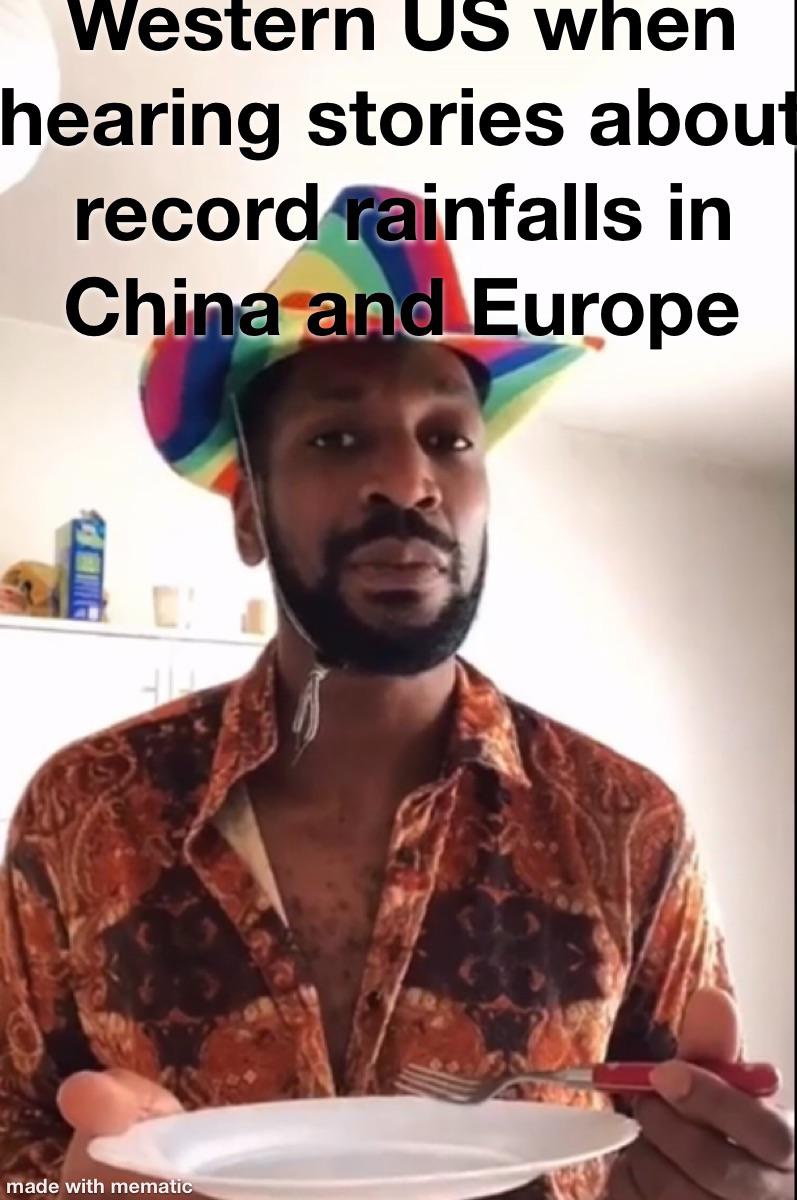 Western US when
hearing stories about
record rainfalls in
China and Europe
made with mematic